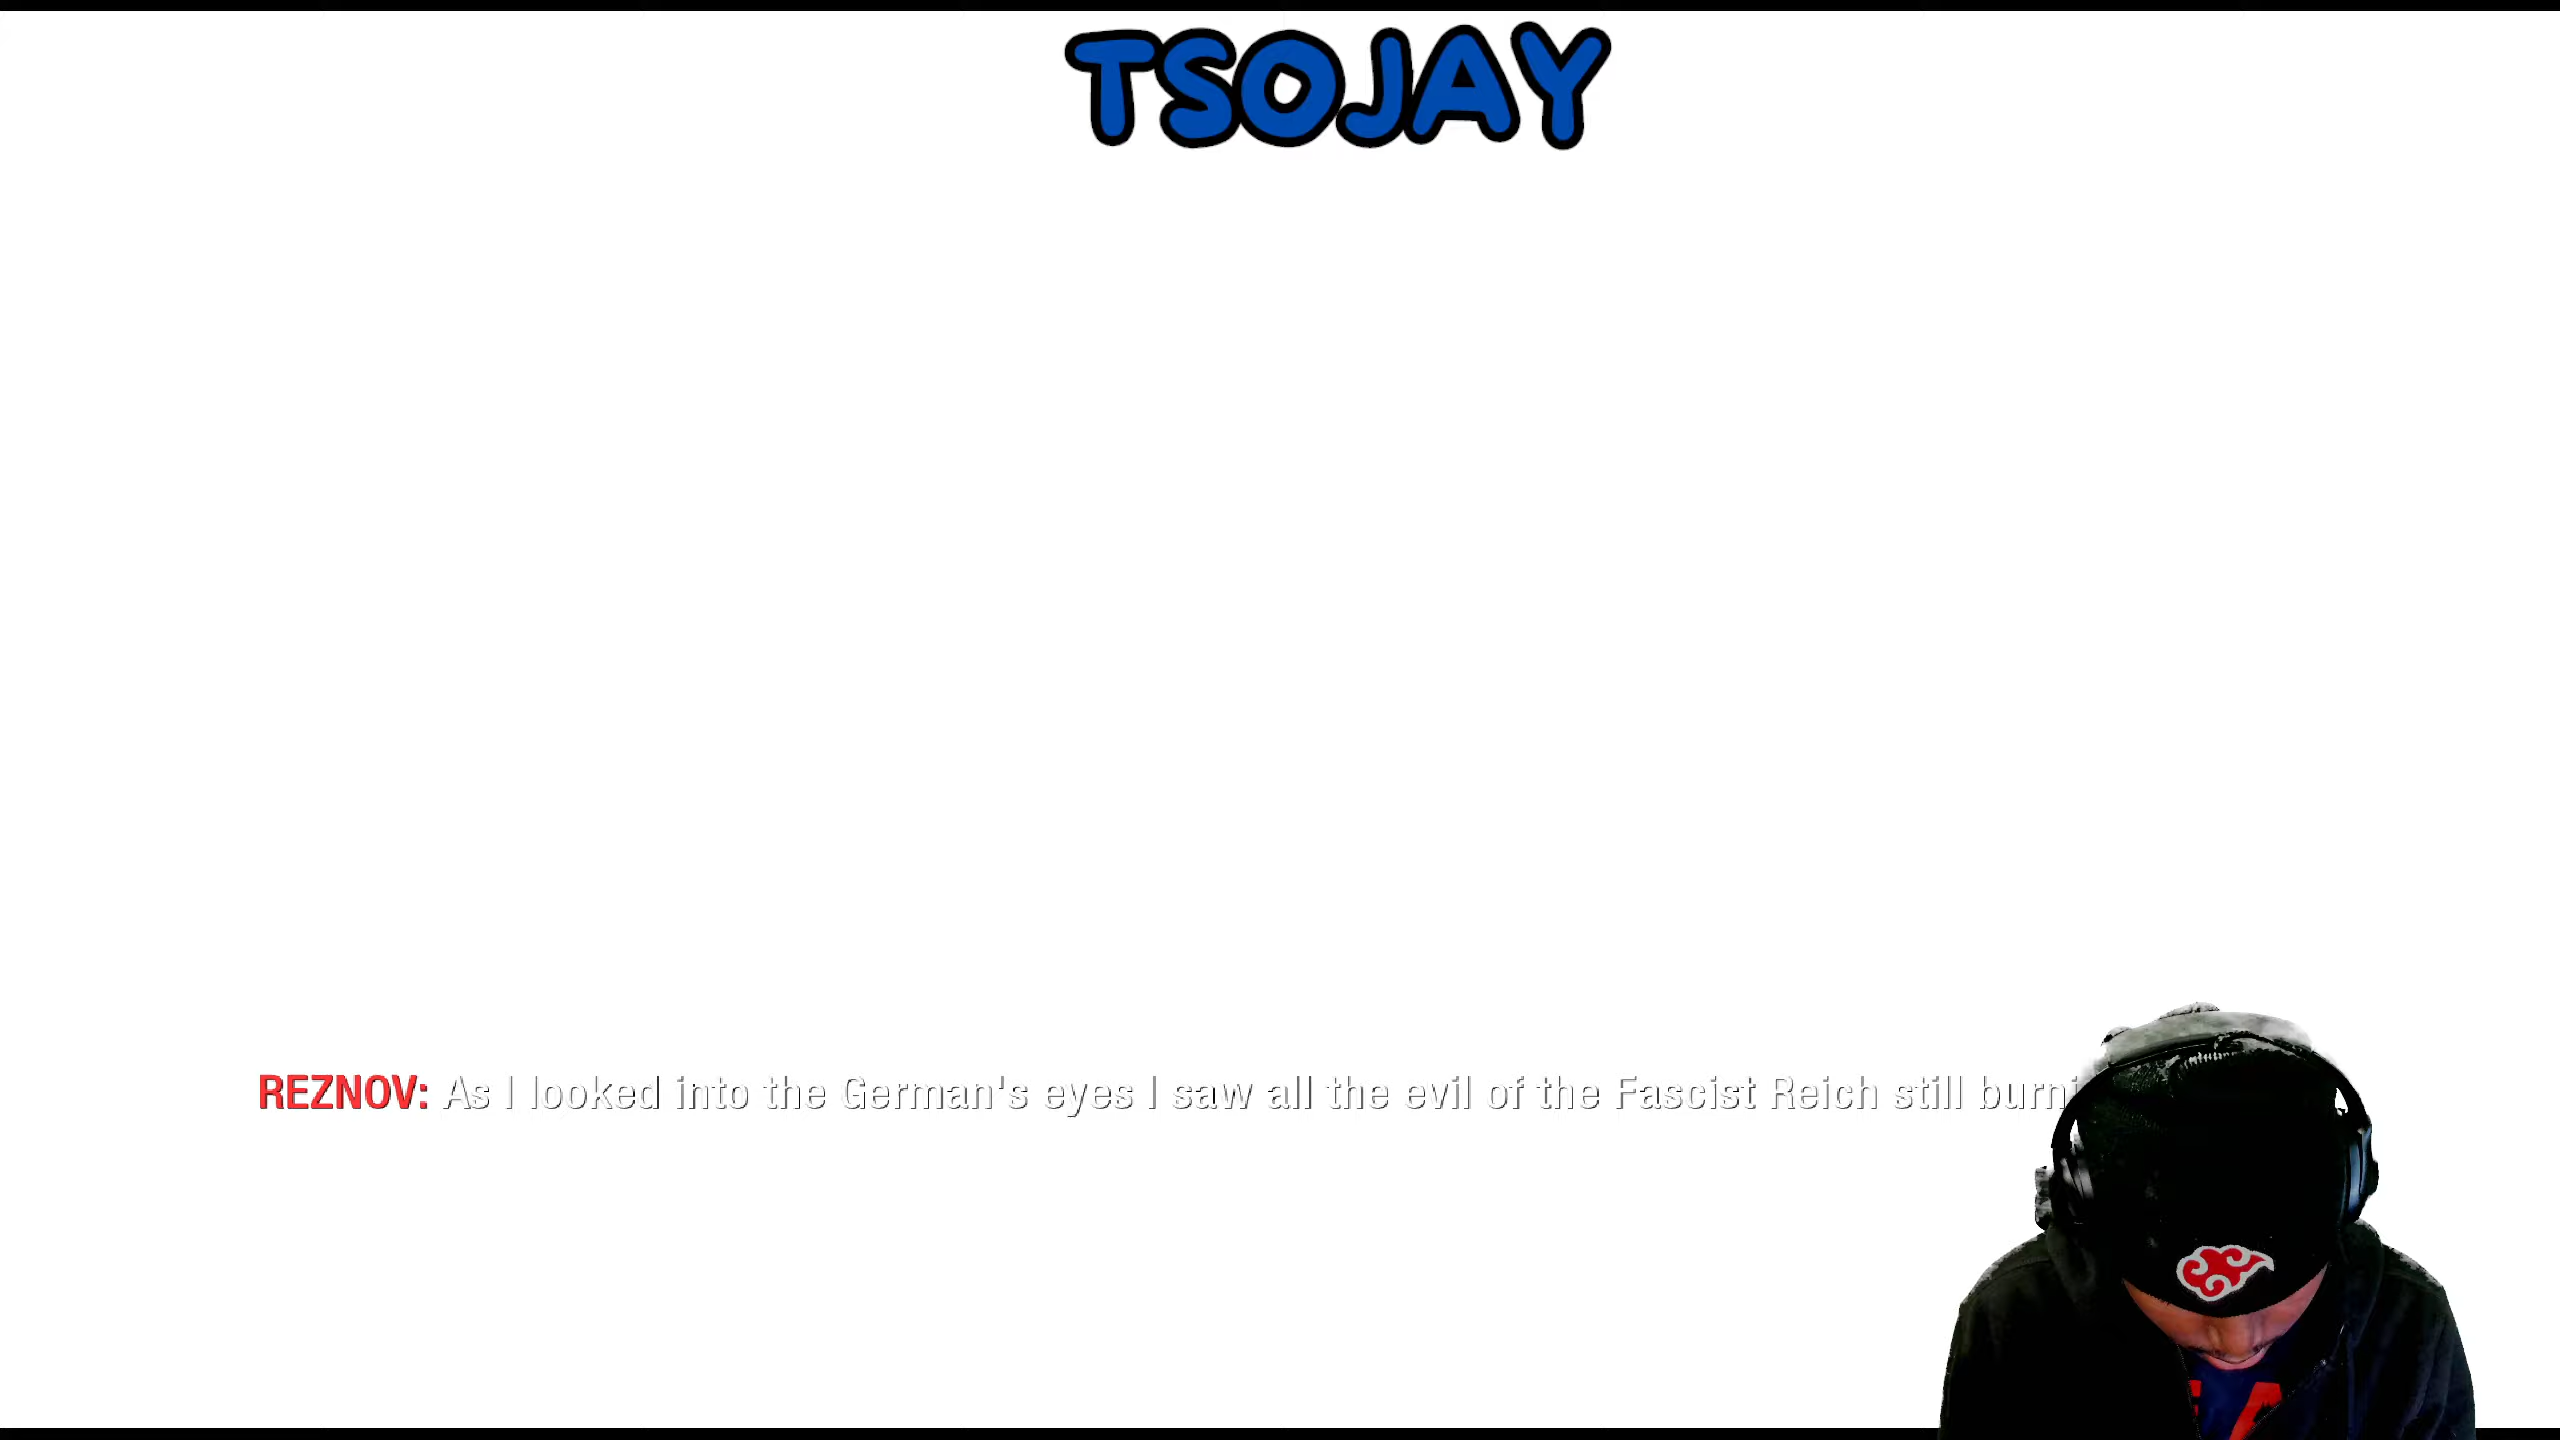 TSOJAY
REZNOV: As I looked into the German's eyes I saw all the evil of the Fascist Reich still